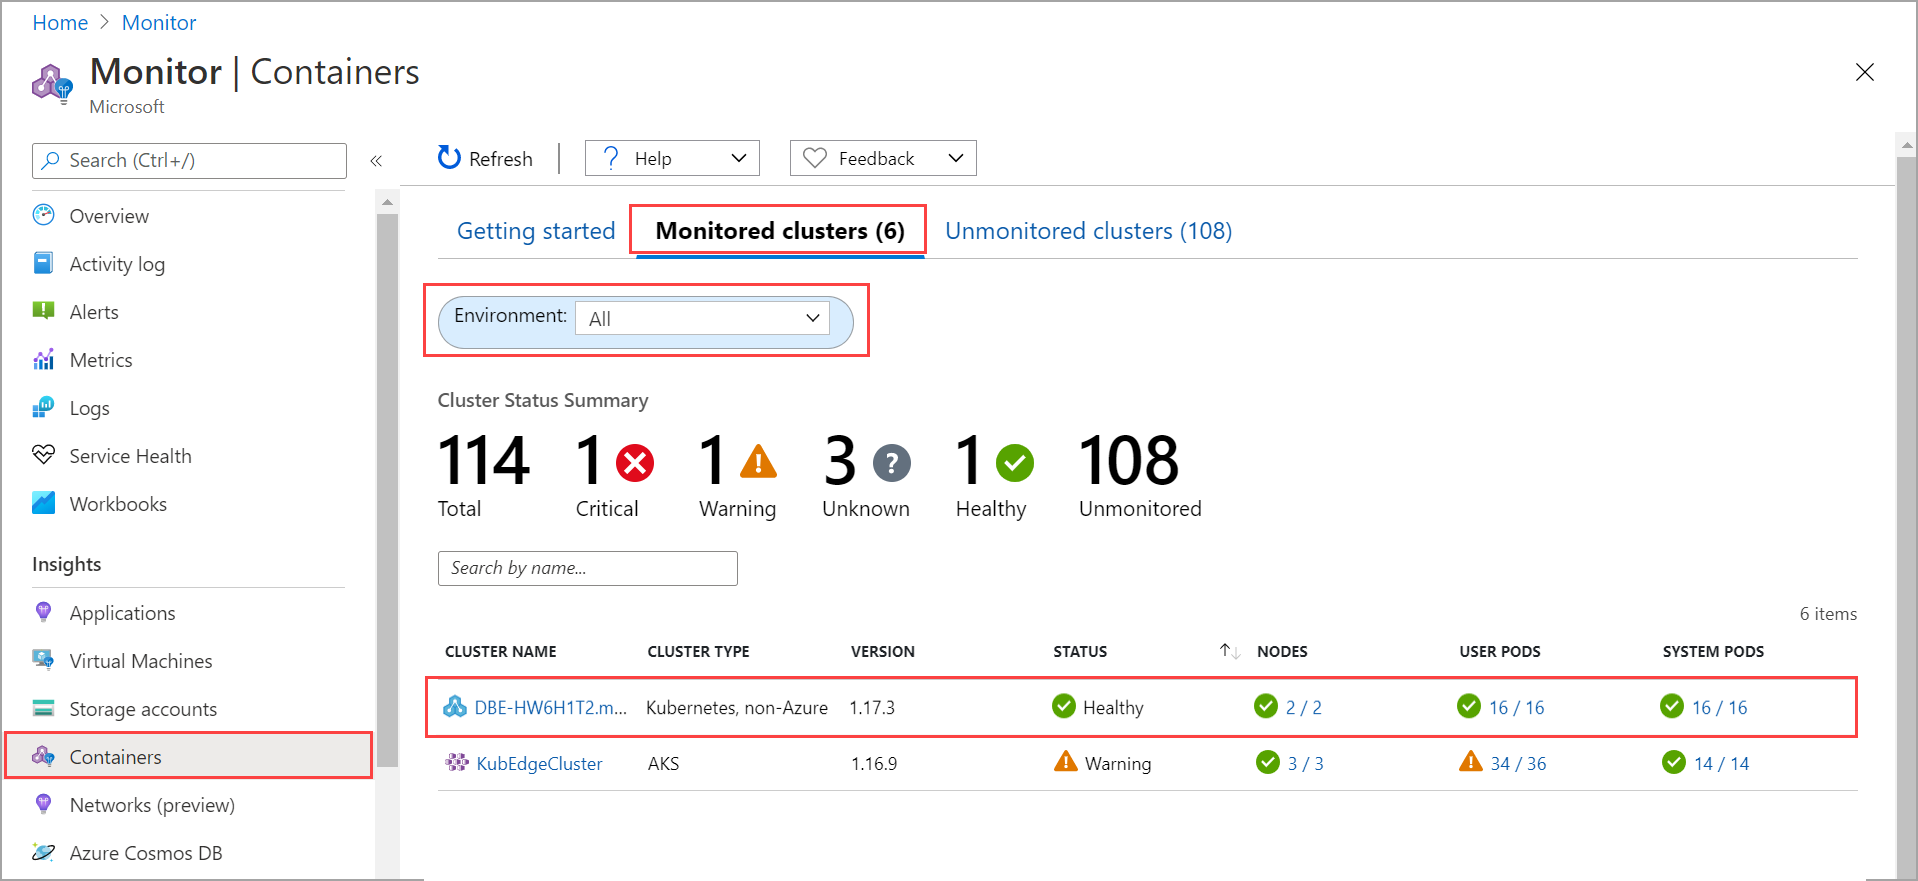 Home > Monitor
Monitor | Containers
Microsoft
Search (Ctrl+/)
«
Refresh
? Help
Feedback
Overview
Activity log
Alerts
Metrics
Logs
Service Health
Workbooks
Insights
Applications
Virtual Machines
Storage accounts
Containers
Networks (preview)
Azure Cosmos DB
Getting started
Monitored clusters (6)
Unmonitored clusters (108)
Environment: All
Cluster Status Summary
114 1 1 3 ? 1 108
Total Critical Warning Unknown Healthy Unmonitored
Search by name...
6 items
CLUSTER NAME CLUSTER TYPE VERSION STATUS ↑↓ NODES USER PODS SYSTEM PODS
DBE-HW6H1T2.m... Kubernetes, non-Azure 1.17.3 Healthy 2 / 2 16 / 16 16 / 16
KubEdgeCluster AKS 1.16.9 Warning 3 / 3 34 / 36 14 / 14